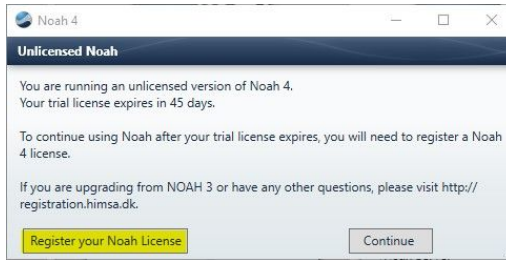 Noah 4
Unlicensed Noah
You are running an unlicensed version of Noah 4.
Your trial license expires in 45 days.
To continue using Noah after your trial license expires, you will need to register a Noah
4 license.
If you are upgrading from NOAH 3 or have any other questions, please visit http://
registration.himsa.dk.
Register your Noah License
Continue